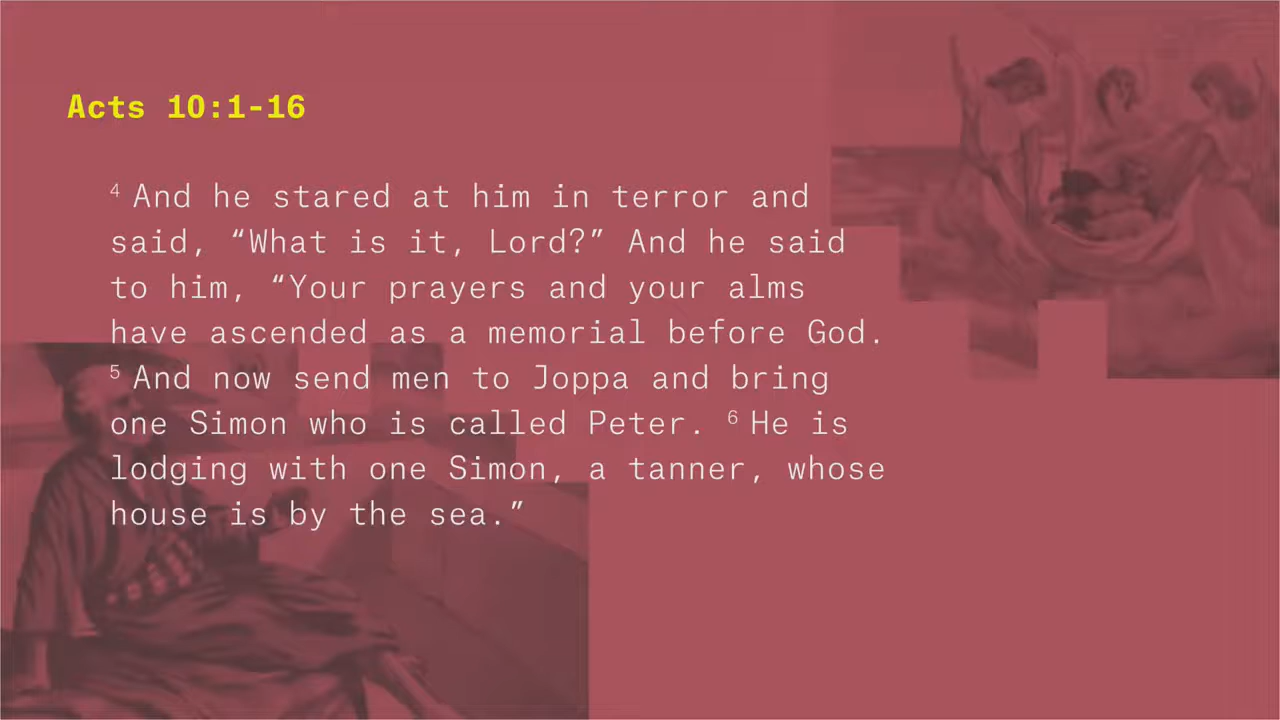 Acts 10:1-16
⁴ And he stared at him in terror and
said, “What is it, Lord?” And he said
to him, “Your prayers and your alms
have ascended as a memorial before God.
⁵ And now send men to Joppa and bring
one Simon who is called Peter. ⁶ He is
lodging with one Simon, a tanner, whose
house is by the sea.”